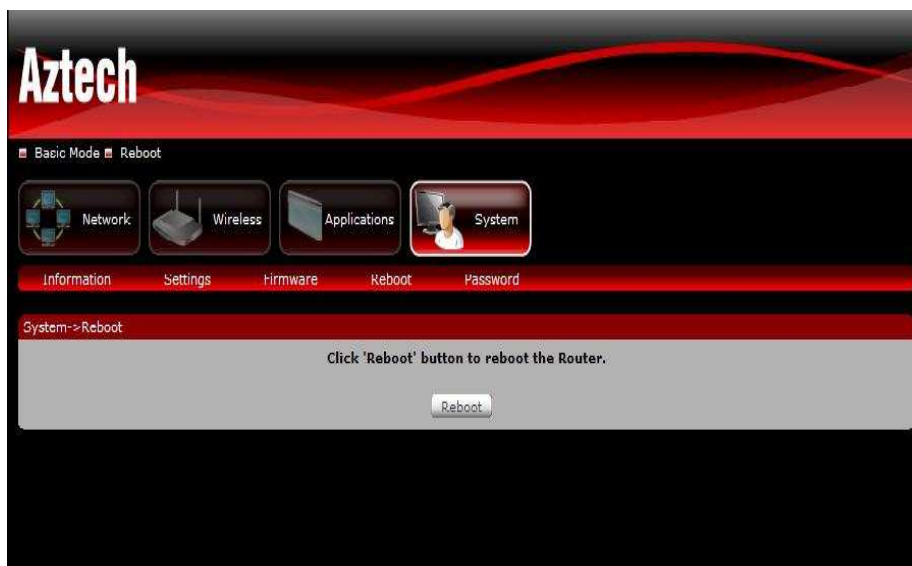 Aztech
Basic Mode Reboot
Network Wireless Applications System
Information Settings Firmware Reboot Password
System->Reboot
Click 'Reboot' button to reboot the Router.
Reboot